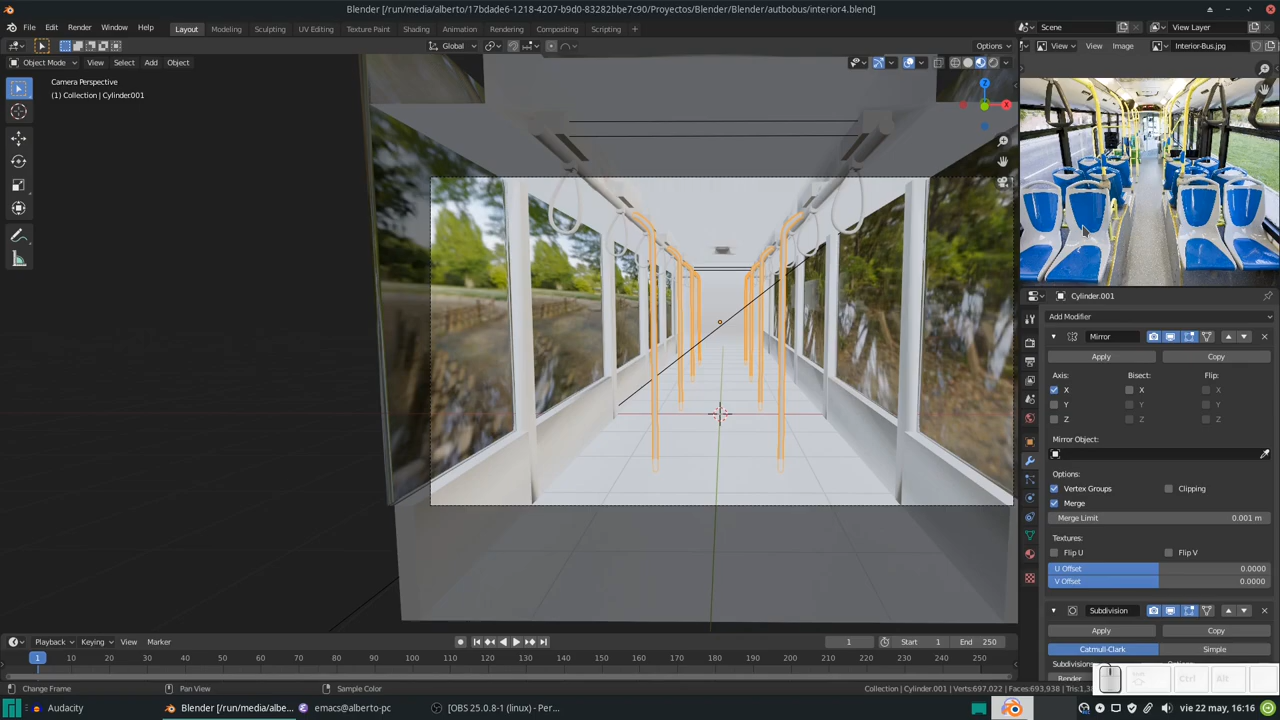 Blender [/run/media/alberto/17bdade6-1218-4207-b9d0-83282bbe7c90/Proyectos/Blender/Blender/autbobus/interior4.blend]
File Edit Render Window Help Layout Modeling Sculpting UV Editing Texture Paint Shading Animation Rendering Compositing Scripting + Scene View Layer
Global Options View View Image Interior-Bus.jpg
Object Mode View Select Add Object
Camera Perspective
(1) Collection | Cylinder.001
Z
X
Cylinder.001
Add Modifier
Mirror
Apply Copy
Axis: Bisect: Flip:
X X X
Y Y Y
Z Z Z
Mirror Object:
Options:
Vertex Groups Clipping
Merge
Merge Limit 0.001 m
Textures:
Flip U Flip V
U Offset 0.0000
V Offset 0.0000
Subdivision
Apply Copy
Catmull-Clark Simple
Render
Ctrl Alt
Playback Keying View Marker 1 Start 1 End 250
1 10 20 30 40 50 60 70 80 90 100 110 120 130 140 150 160 170 180 190 200 210 220 230 240 250
Change Frame Pan View Sample Color Collection | Cylinder.001 | Verts:697,022 | Faces:693,938 | Tris:1,3
Audacity Blender [/run/media/albe... emacs@alberto-pc [OBS 25.0.8-1 (linux) - Per... vie 22 may, 16:16